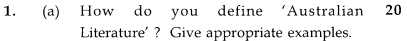 1. (a) How do you define 'Australian 20
Literature' ? Give appropriate examples.